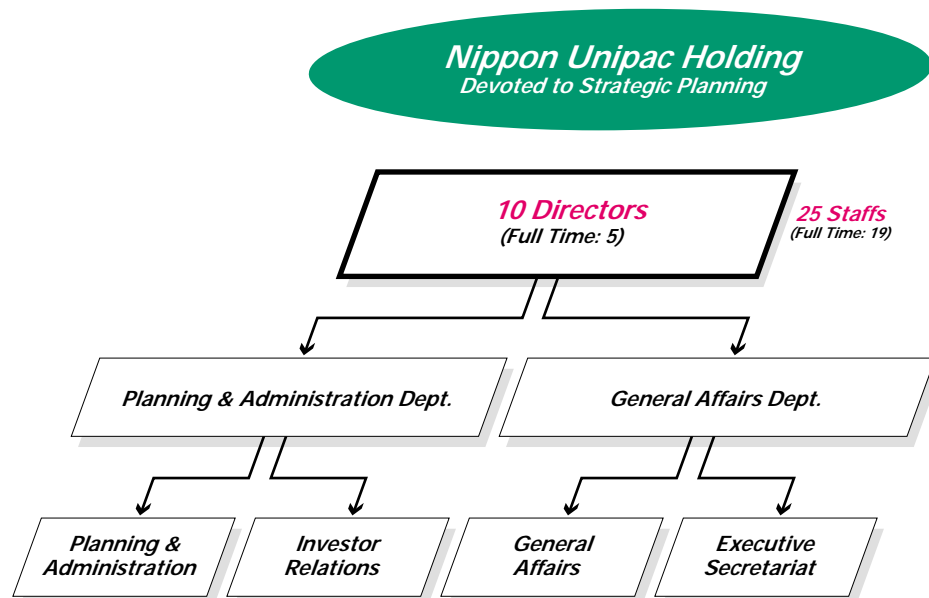 Nippon Unipac Holding
Devoted to Strategic Planning
10 Directors
(Full Time: 5)
25 Staffs
(Full Time: 19)
Planning & Administration Dept.
General Affairs Dept.
Planning &
Administration
Investor
Relations
General
Affairs
Executive
Secretariat